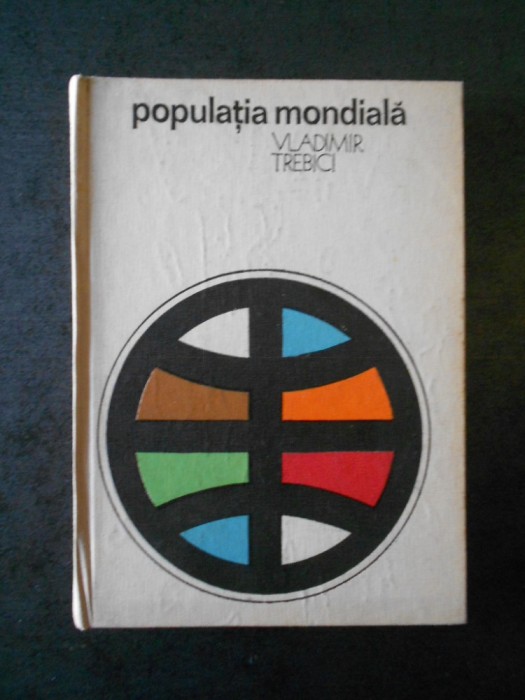 populația mondială
VLADIMIR
TREBICI